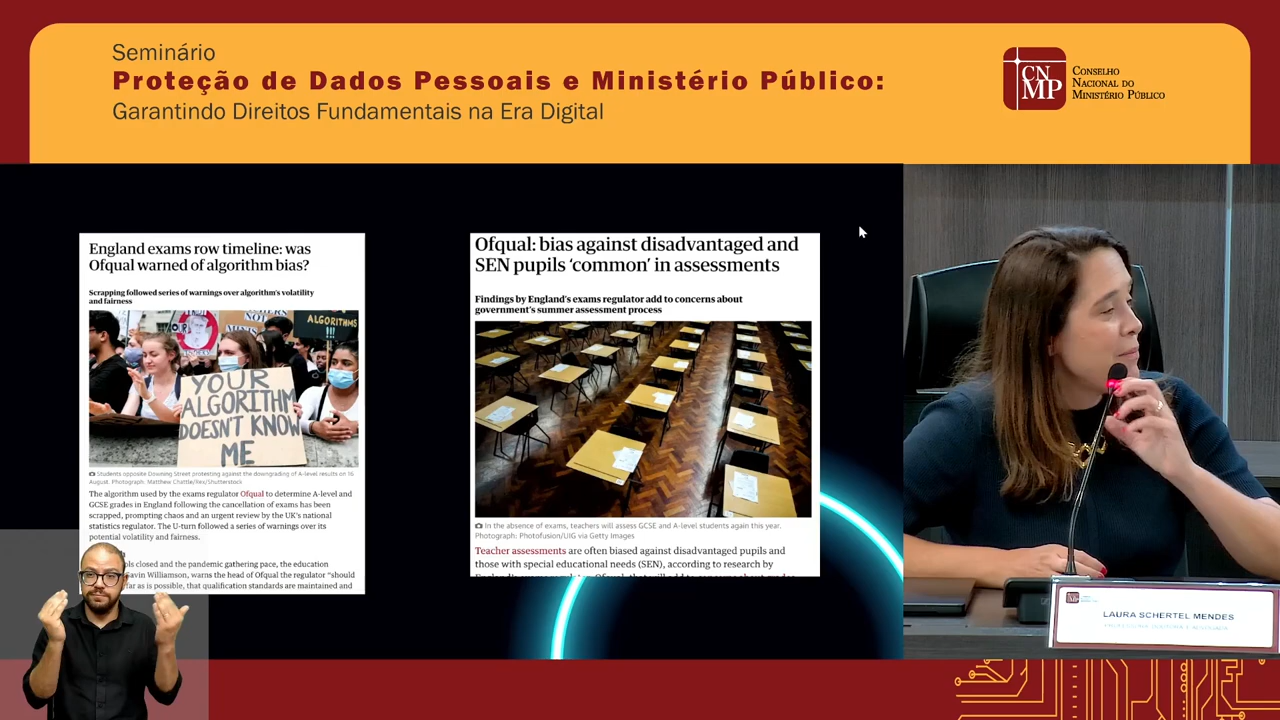 Seminário
Proteção de Dados Pessoais e Ministério Público:
Garantindo Direitos Fundamentais na Era Digital
CN
MP
Conselho
Nacional do
Ministério Público
England exams row timeline: was
Ofqual warned of algorithm bias?
Scrapping followed series of warnings over algorithm's volatility
and fairness
ALGORITHMS
!!!
YOUR
ALGORITHM
DOESN'T KNOW
ME
Students opposite Downing Street protesting against the downgrading of A-level results on 16
August. Photograph: Matthew Chattle/Rex/Shutterstock
The algorithm used by the exams regulator Ofqual to determine A-level and
GCSE grades in England following the cancellation of exams has been
scrapped, prompting chaos and an urgent review by the UK's national
statistics regulator. The U-turn followed a series of warnings over its
potential volatility and fairness.
closed and the pandemic gathering pace, the education
Gavin Williamson, warns the head of Ofqual the regulator "should
far as is possible, that qualification standards are maintained and
Ofqual: bias against disadvantaged and
SEN pupils 'common' in assessments
Findings by England's exams regulator add to concerns about
government's summer assessment process
In the absence of exams, teachers will assess GCSE and A-level students again this year.
Photograph: Photofusion/UIG via Getty Images
Teacher assessments are often biased against disadvantaged pupils and
those with special educational needs (SEN), according to research by
LAURA SCHERTEL MENDES